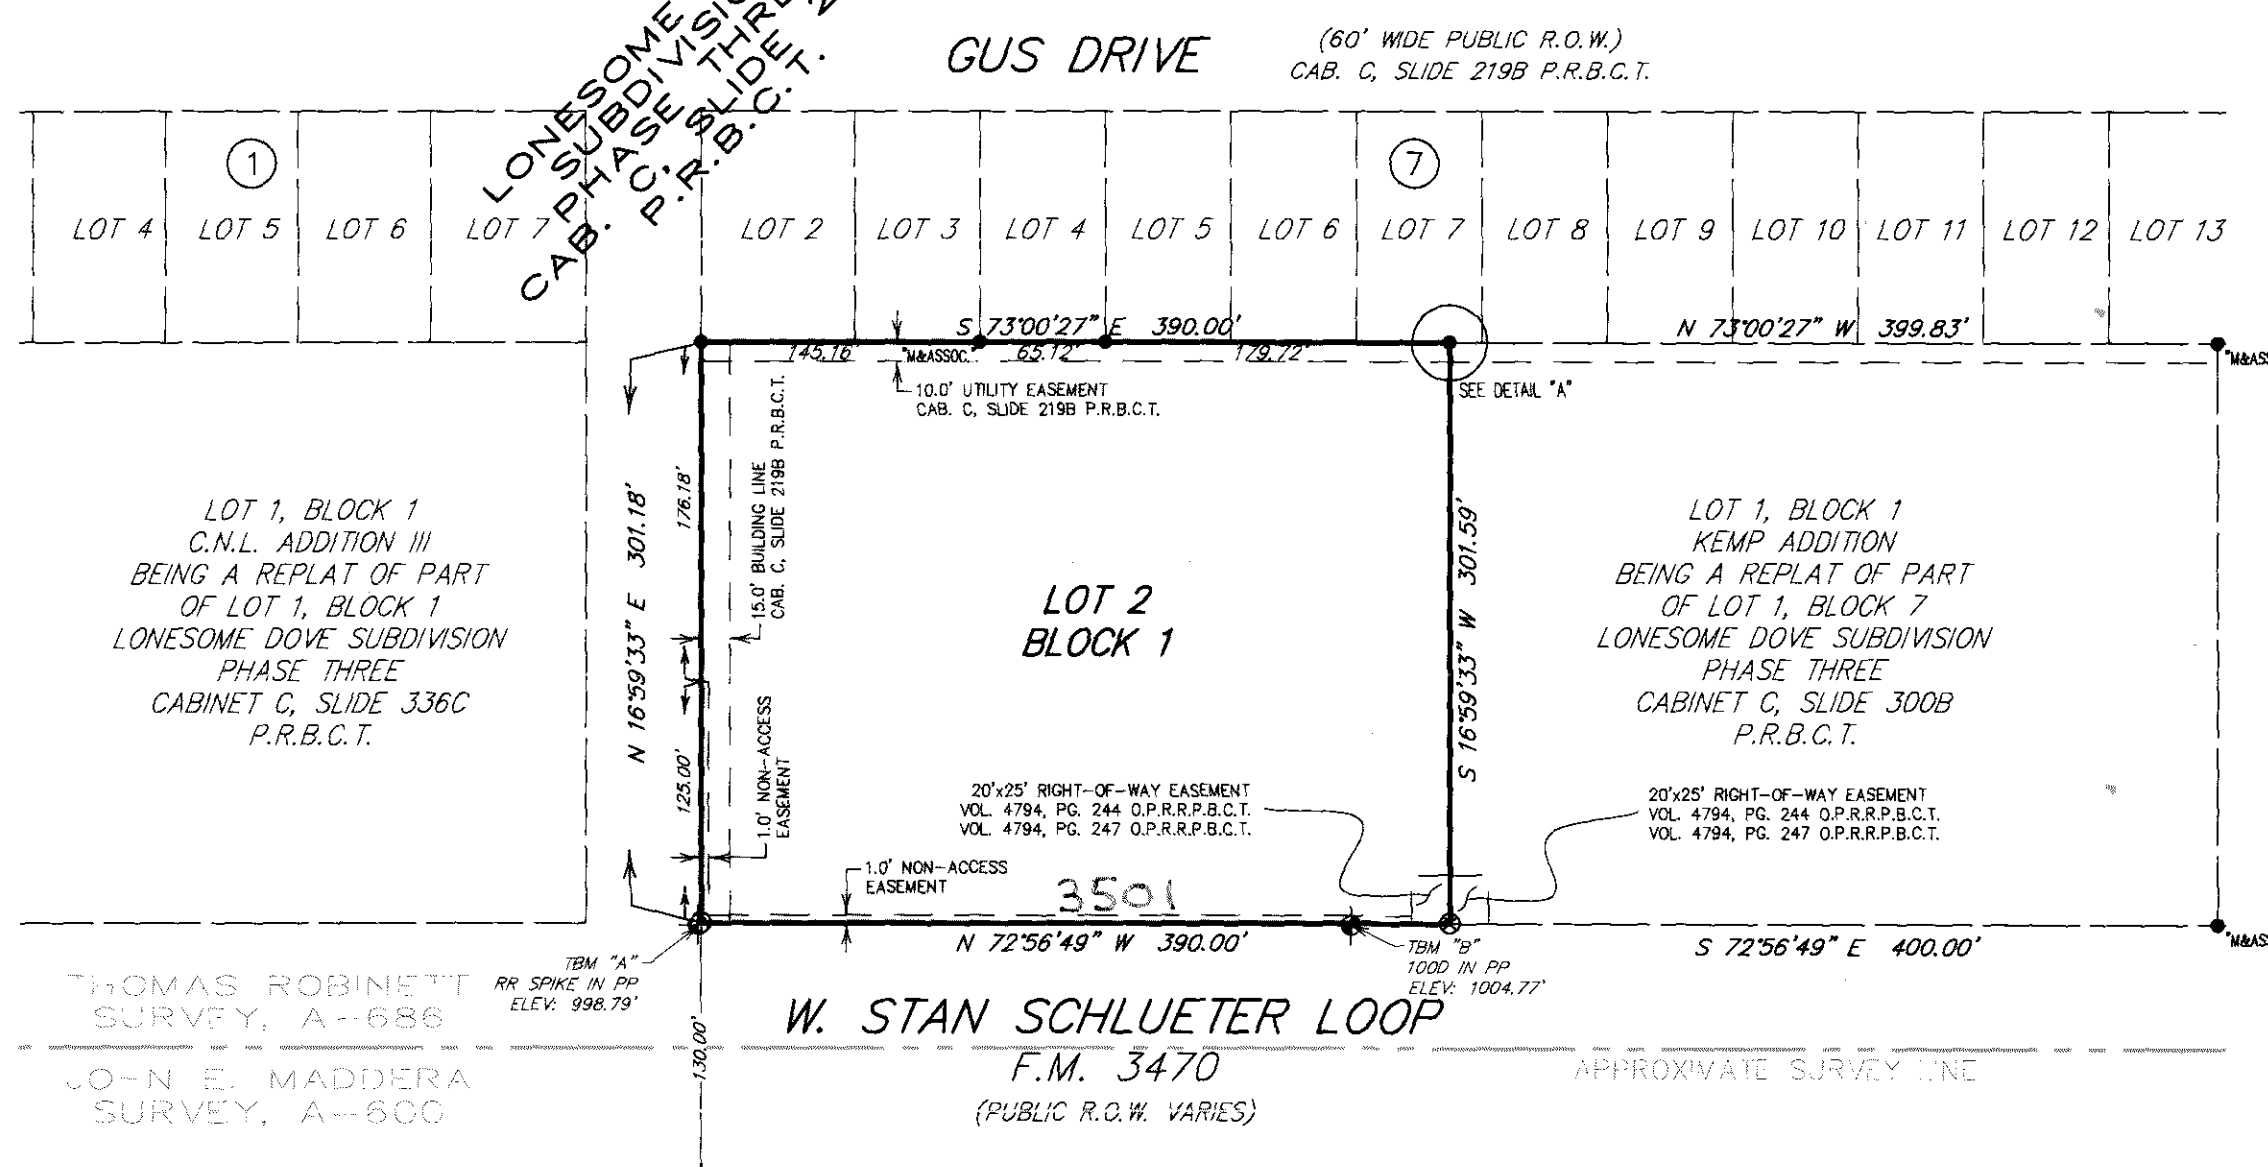 GUS DRIVE
(60' WIDE PUBLIC R.O.W.)
CAB. C, SLIDE 219B P.R.B.C.T.
LONESOME
SUBDIVISIO
PHASE THRE
CAB. C, SLIDE
P.R.B.C.T.
1
7
LOT 4
LOT 5
LOT 6
LOT 7
LOT 2
LOT 3
LOT 4
LOT 5
LOT 6
LOT 7
LOT 8
LOT 9
LOT 10
LOT 11
LOT 12
LOT 13
S 73°00'27" E 390.00'
N 73°00'27" W 399.83'
145.16'
"M&ASSOC."
65.12'
179.72'
"M&ASS
10.0' UTILITY EASEMENT
CAB. C, SLIDE 219B P.R.B.C.T.
SEE DETAIL "A"
15.0' BUILDING LINE
CAB. C, SLIDE 219B P.R.B.C.T.
176.18'
N 16°59'33" E 301.18'
125.00'
1.0' NON-ACCESS
EASEMENT
S 16°59'33" W 301.59'
LOT 1, BLOCK 1
C.N.L. ADDITION III
BEING A REPLAT OF PART
OF LOT 1, BLOCK 1
LONESOME DOVE SUBDIVISION
PHASE THREE
CABINET C, SLIDE 336C
P.R.B.C.T.
LOT 2
BLOCK 1
LOT 1, BLOCK 1
KEMP ADDITION
BEING A REPLAT OF PART
OF LOT 1, BLOCK 7
LONESOME DOVE SUBDIVISION
PHASE THREE
CABINET C, SLIDE 300B
P.R.B.C.T.
20'x25' RIGHT-OF-WAY EASEMENT
VOL. 4794, PG. 244 O.P.R.R.P.B.C.T.
VOL. 4794, PG. 247 O.P.R.R.P.B.C.T.
20'x25' RIGHT-OF-WAY EASEMENT
VOL. 4794, PG. 244 O.P.R.R.P.B.C.T.
VOL. 4794, PG. 247 O.P.R.R.P.B.C.T.
1.0' NON-ACCESS
EASEMENT
3501
N 72°56'49" W 390.00'
S 72°56'49" E 400.00'
"M&ASS
TBM "A"
RR SPIKE IN PP
ELEV: 998.79'
TBM "B"
100D IN PP
ELEV: 1004.77'
THOMAS ROBINETT
SURVEY, A-686
W. STAN SCHLUETER LOOP
130.00'
F.M. 3470
(PUBLIC R.O.W. VARIES)
JOHN E. MADDERA
SURVEY, A-600
APPROXIMATE SURVEY LINE